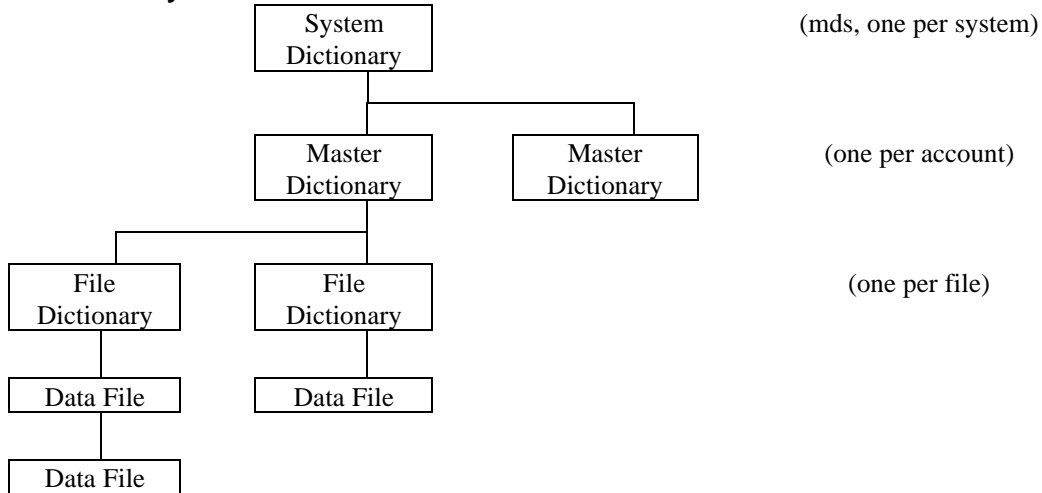 System
Dictionary
(mds, one per system)
Master
Dictionary
Master
Dictionary
(one per account)
File
Dictionary
File
Dictionary
(one per file)
Data File
Data File
Data File